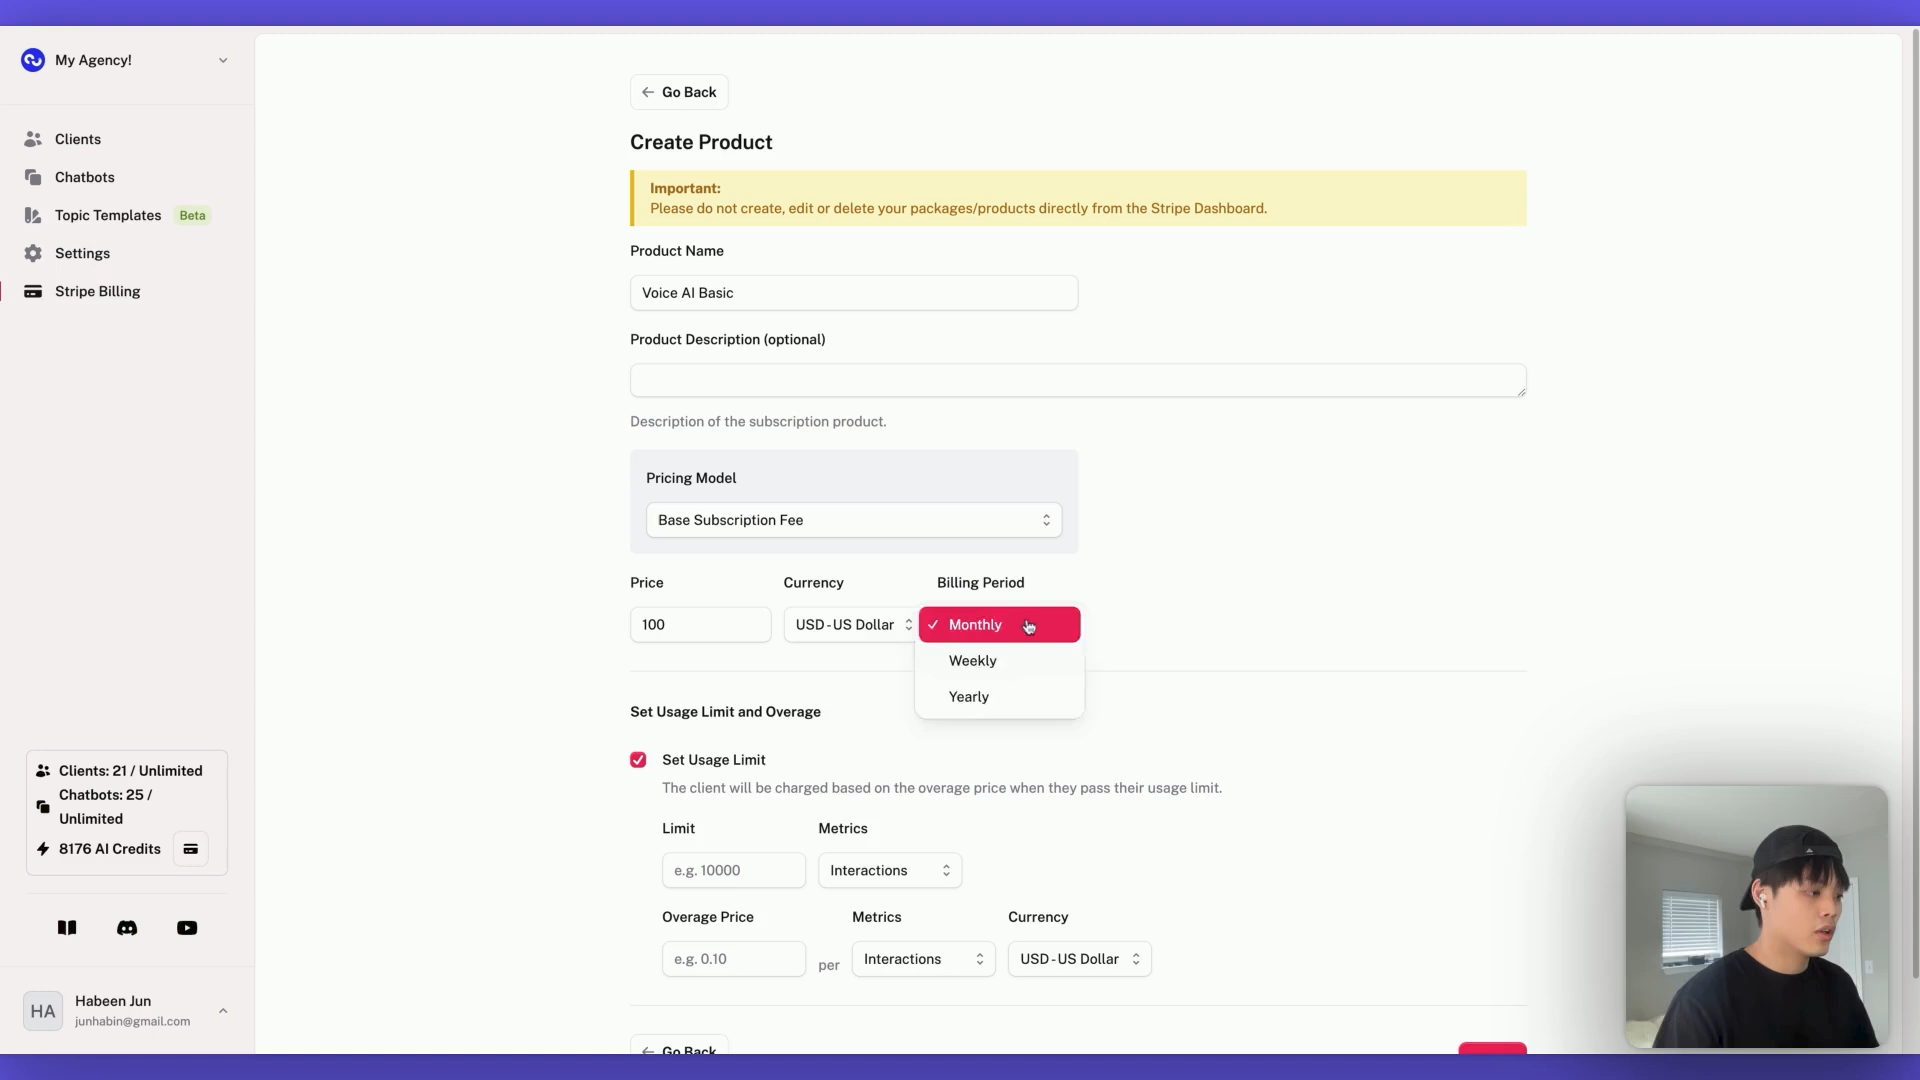 My Agency!
Clients
Chatbots
Topic Templates Beta
Settings
Stripe Billing
Clients: 21 / Unlimited
Chatbots: 25 /
Unlimited
8176 AI Credits
HA
Habeen Jun
junhabin@gmail.com
Go Back
Create Product
Important:
Please do not create, edit or delete your packages/products directly from the Stripe Dashboard.
Product Name
Voice AI Basic
Product Description (optional)
Description of the subscription product.
Pricing Model
Base Subscription Fee
Price Currency Billing Period
100 USD - US Dollar Monthly
Weekly
Yearly
Set Usage Limit and Overage
Set Usage Limit
The client will be charged based on the overage price when they pass their usage limit.
Limit Metrics
e.g. 10000 Interactions
Overage Price Metrics Currency
e.g. 0.10 per Interactions USD - US Dollar
Go Back